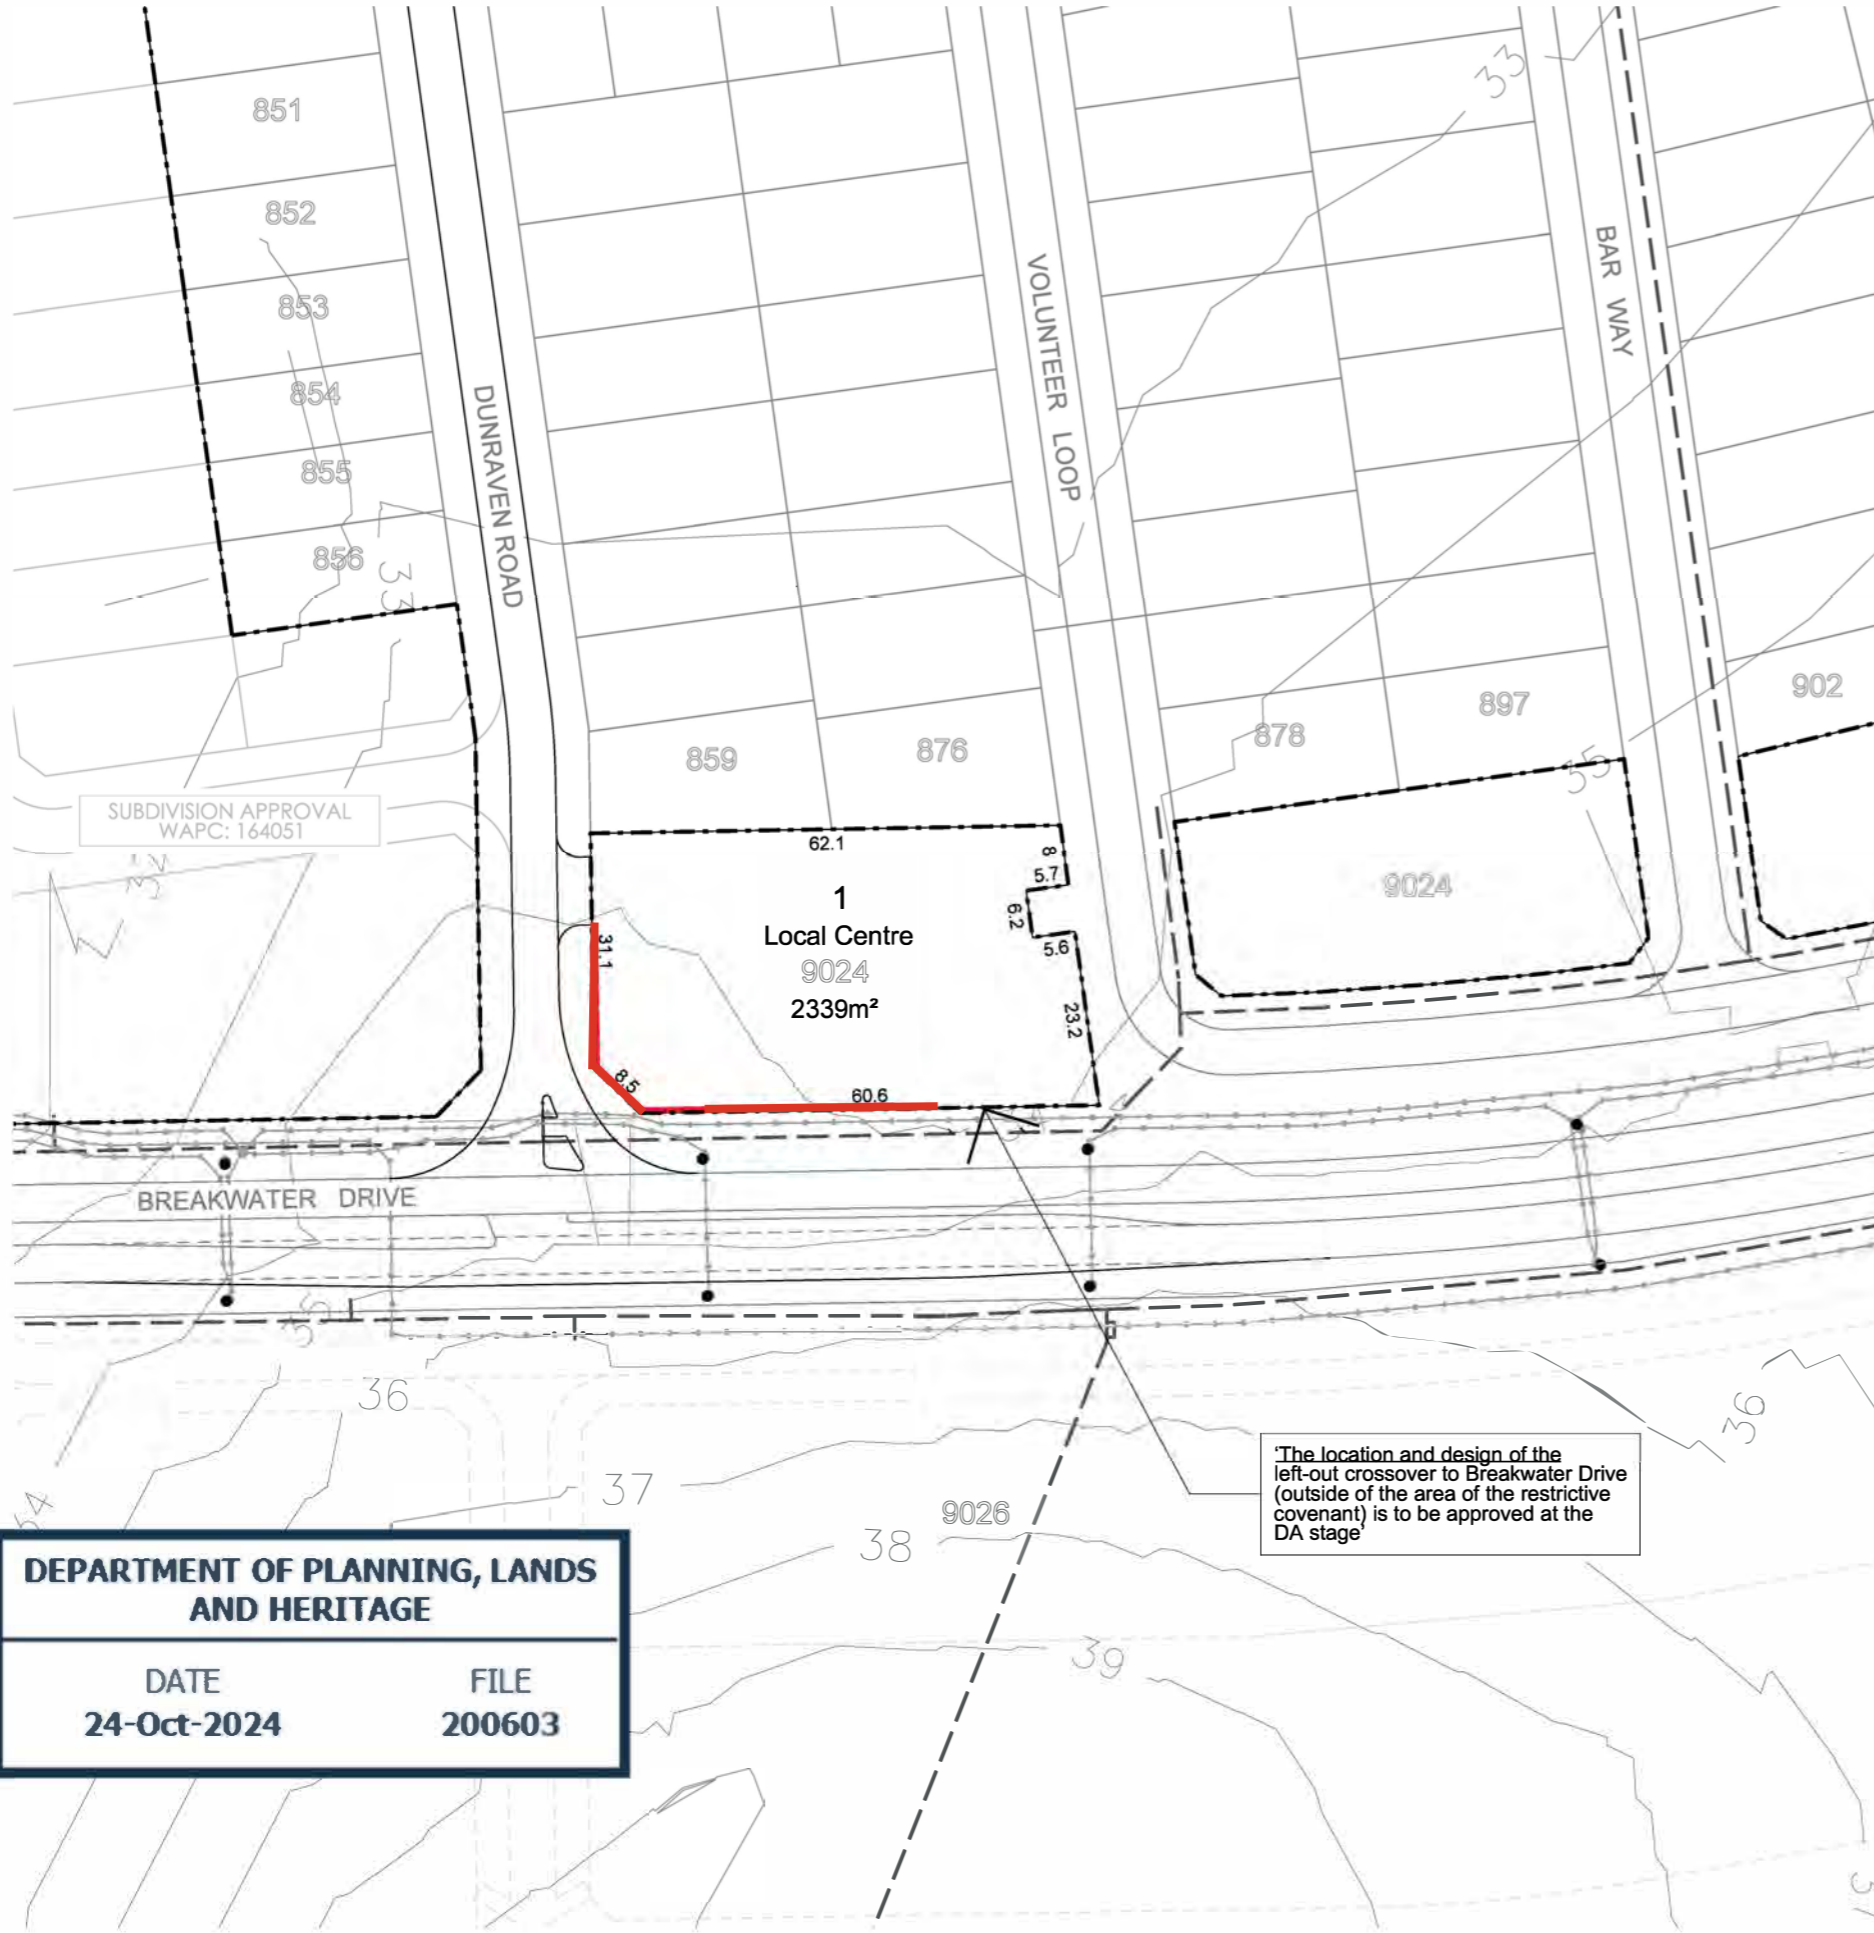 33
851
852
853
854
855
856
33
DUNRAVEN ROAD
VOLUNTEER LOOP
BAR WAY
902
897
878
859
876
35
SUBDIVISION APPROVAL
WAPC: 164051
62.1
8
5.7
6.2
5.6
23.2
31.1
8.5
60.6
1
Local Centre
9024
2339m²
9024
BREAKWATER DRIVE
35
36
36
37
38
39
9026
'The location and design of the
left-out crossover to Breakwater Drive
(outside of the area of the restrictive
covenant) is to be approved at the
DA stage'
DEPARTMENT OF PLANNING, LANDS
AND HERITAGE
DATE
FILE
24-Oct-2024
200603